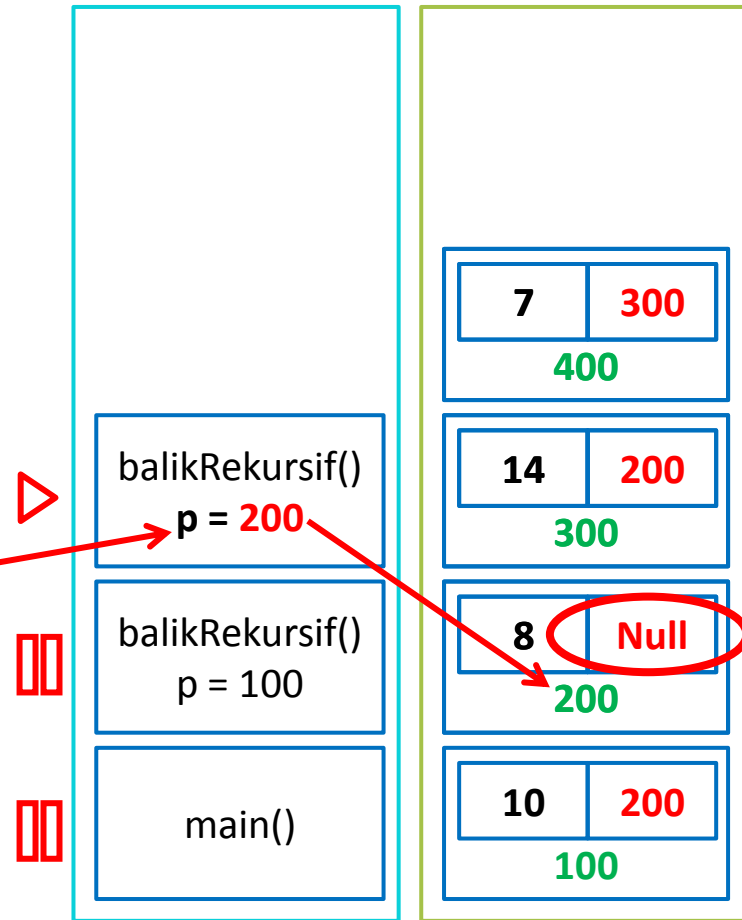 balikRekursif()
p = 200
balikRekursif()
p = 100
main()
7 300
400
14 200
300
8 Null
200
10 200
100